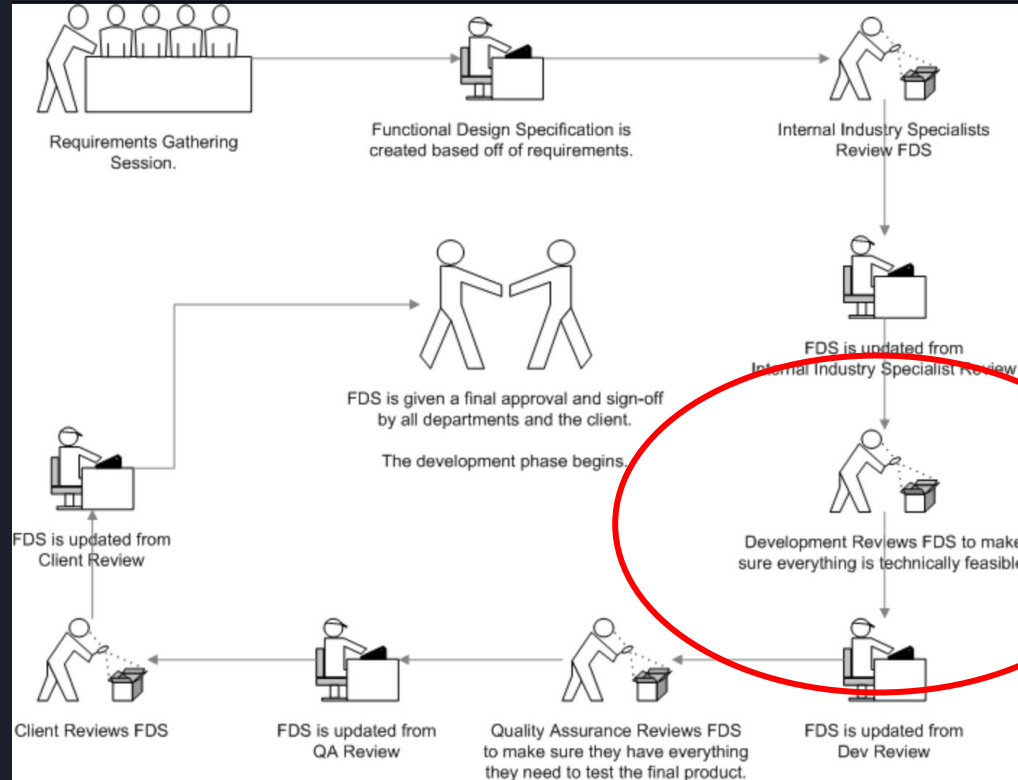 Requirements Gathering
Session.
Functional Design Specification is
created based off of requirements.
Internal Industry Specialists
Review FDS
FDS is updated from
Internal Industry Specialist Review
Development Reviews FDS to make
sure everything is technically feasible
FDS is updated from
Dev Review
Quality Assurance Reviews FDS
to make sure they have everything
they need to test the final product.
FDS is updated from
QA Review
Client Reviews FDS
FDS is updated from
Client Review
FDS is given a final approval and sign-off
by all departments and the client.
The development phase begins.